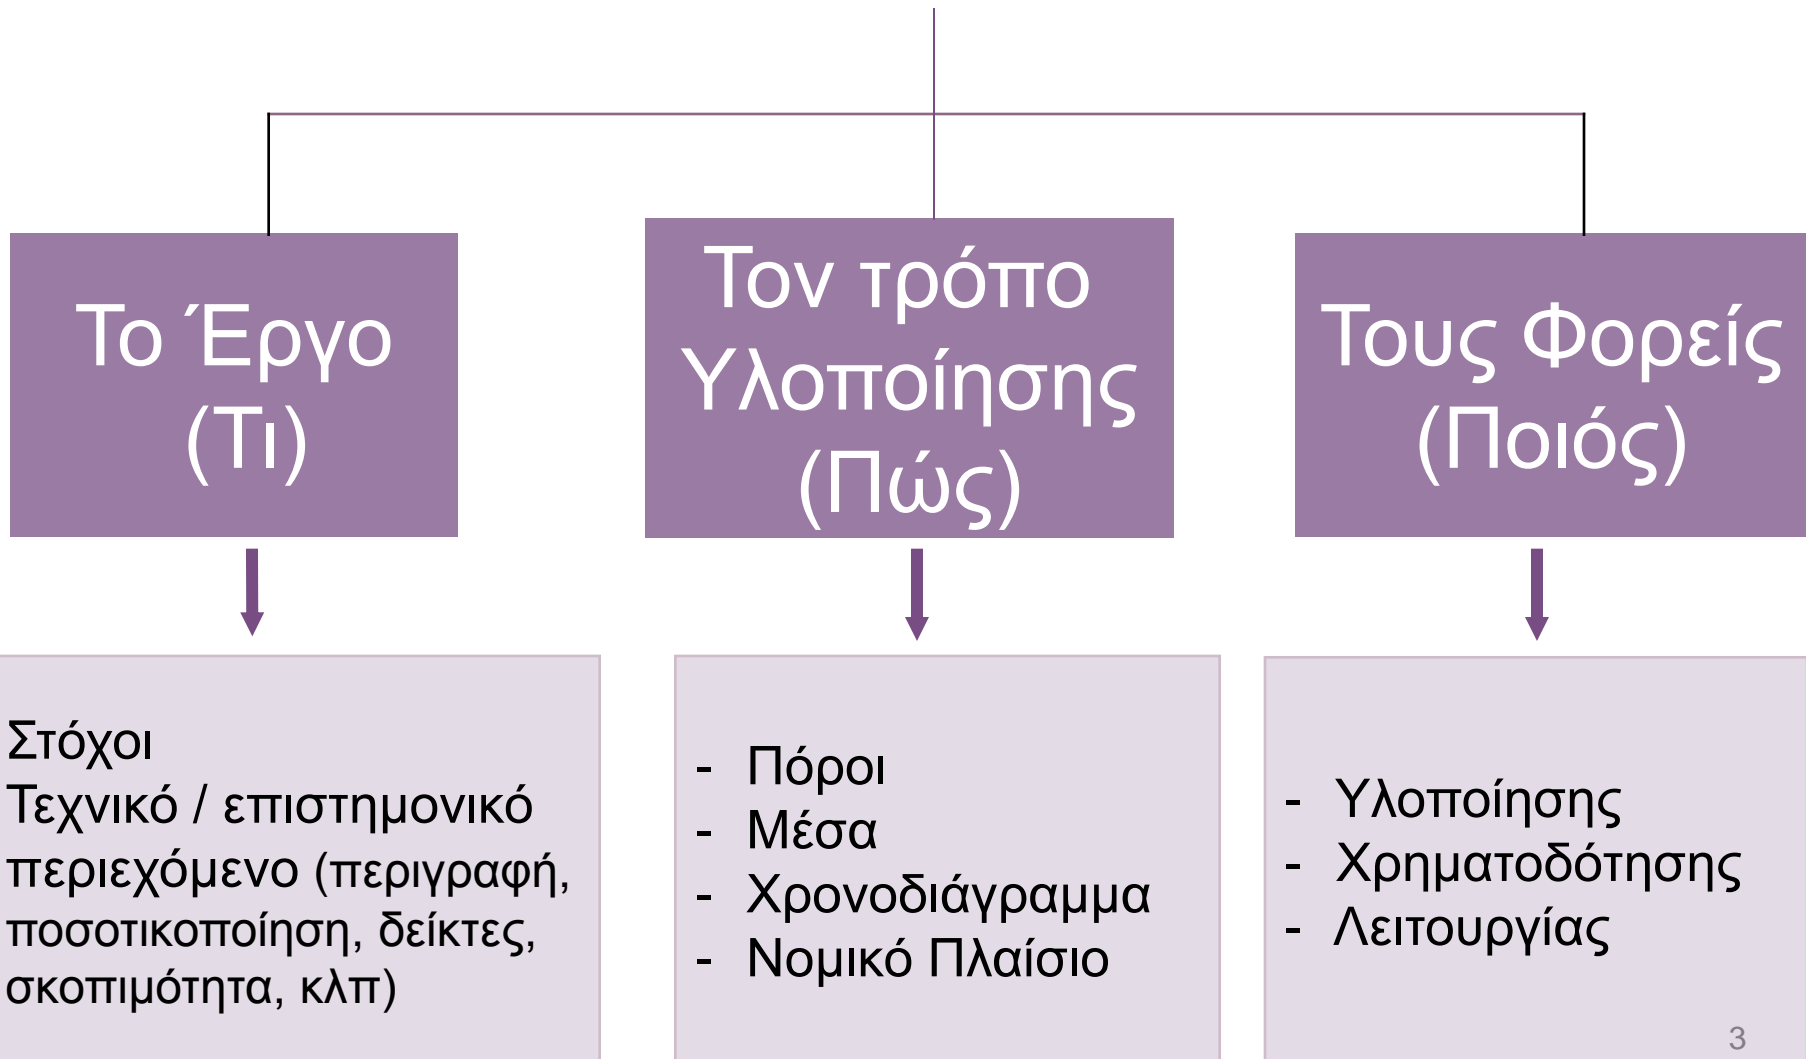 Το Έργο
(Τι)
Τον τρόπο
Υλοποίησης
(Πώς)
Τους Φορείς
(Ποιός)
Στόχοι
Τεχνικό / επιστημονικό
περιεχόμενο (περιγραφή,
ποσοτικοποίηση, δείκτες,
σκοπιμότητα, κλπ)
- Πόροι
- Μέσα
- Χρονοδιάγραμμα
- Νομικό Πλαίσιο
- Υλοποίησης
- Χρηματοδότησης
- Λειτουργίας
3